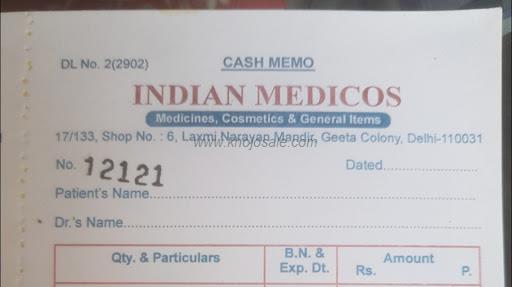 DL No. 2(2902) CASH MEMO
INDIAN MEDICOS
Medicines, Cosmetics & General Items
17/133, Shop No. : 6, Laxmi Narayan Mandir, Geeta Colony, Delhi-110031
www.khojosale.com
No. 12121 Dated....................
Patient's Name..........................................................................
Dr.'s Name................................................................................
Qty. & Particulars B.N. & Exp. Dt. Amount Rs. P.